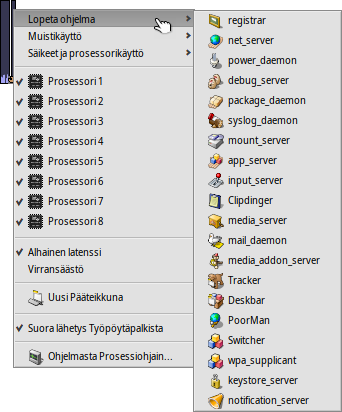 Lopeta ohjelma
Muistikäyttö
Säikeet ja prosessorikäyttö
Prosessori 1
Prosessori 2
Prosessori 3
Prosessori 4
Prosessori 5
Prosessori 6
Prosessori 7
Prosessori 8
Alhainen latenssi
Virransäästö
Uusi Pääteikkuna
Suora lähetys Työpöytäpalkista
Ohjelmasta Prosessiohjain...
registrar
net_server
power_daemon
debug_server
package_daemon
syslog_daemon
mount_server
app_server
input_server
Clipdinger
media_server
mail_daemon
media_addon_server
Tracker
Deskbar
PoorMan
Switcher
wpa_supplicant
keystore_server
notification_server